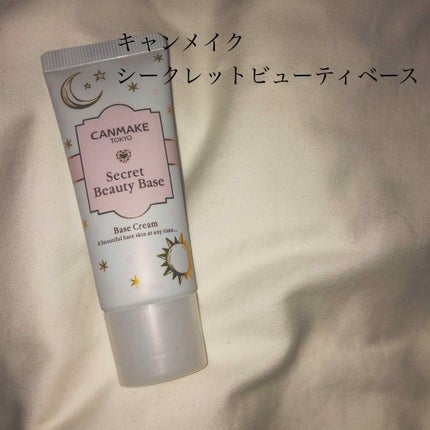 キャンメイク
シークレットビューティベース
CANMAKE
TOKYO
Secret
Beauty Base
Base Cream
A beautiful bare skin at any time...